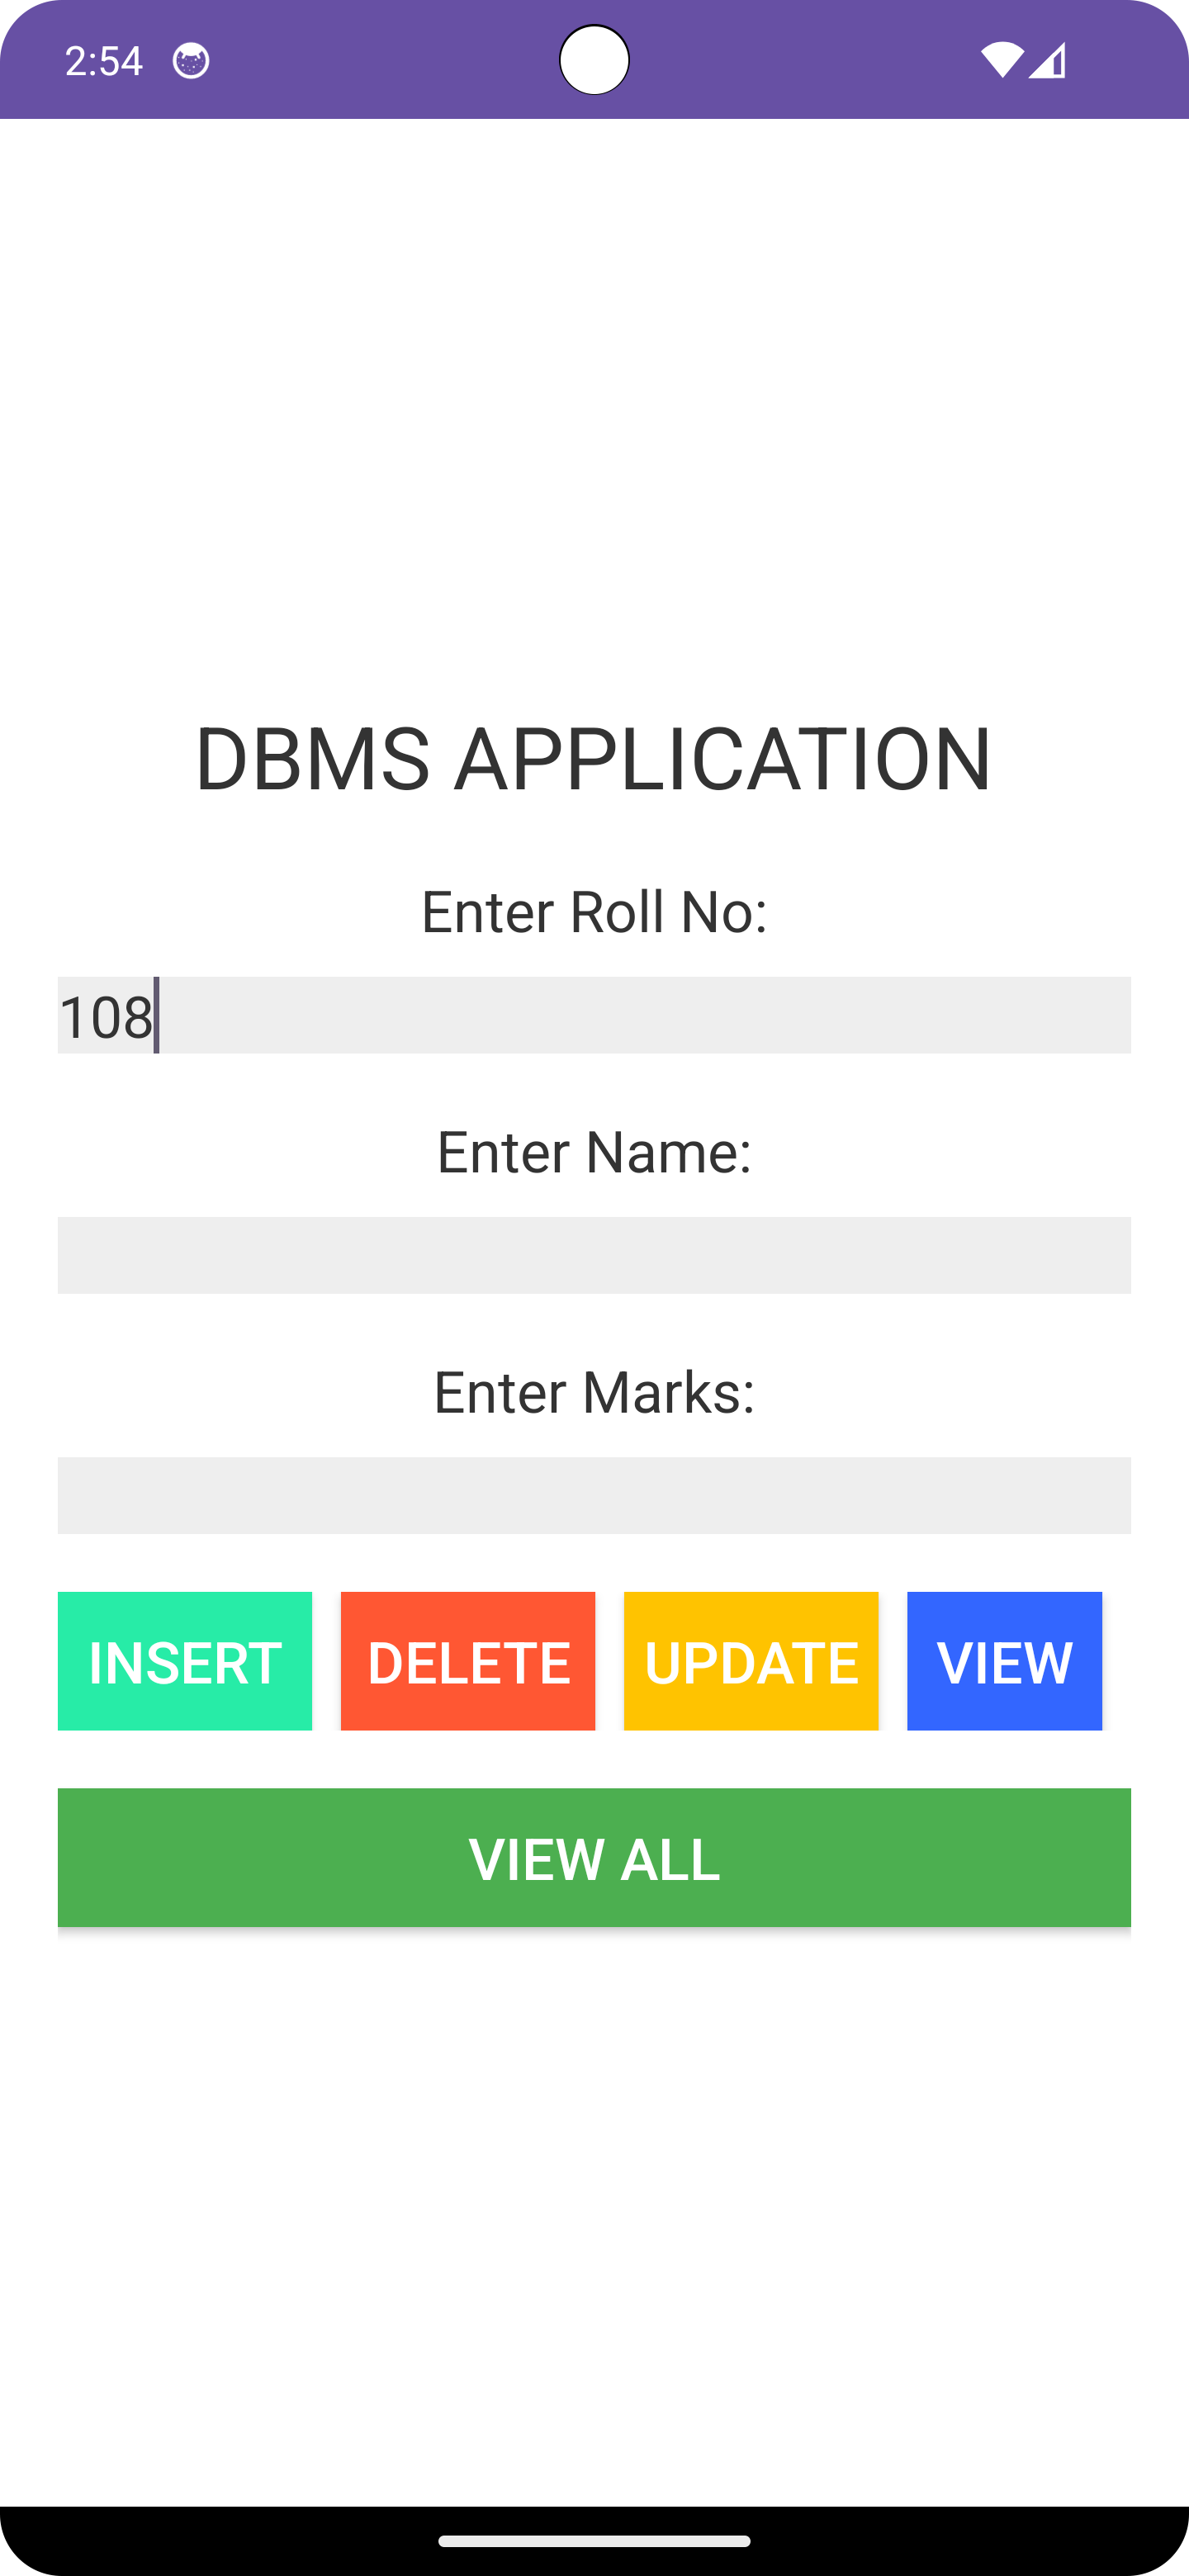 2:54
DBMS APPLICATION
Enter Roll No:
108
Enter Name:
Enter Marks:
INSERT DELETE UPDATE VIEW
VIEW ALL